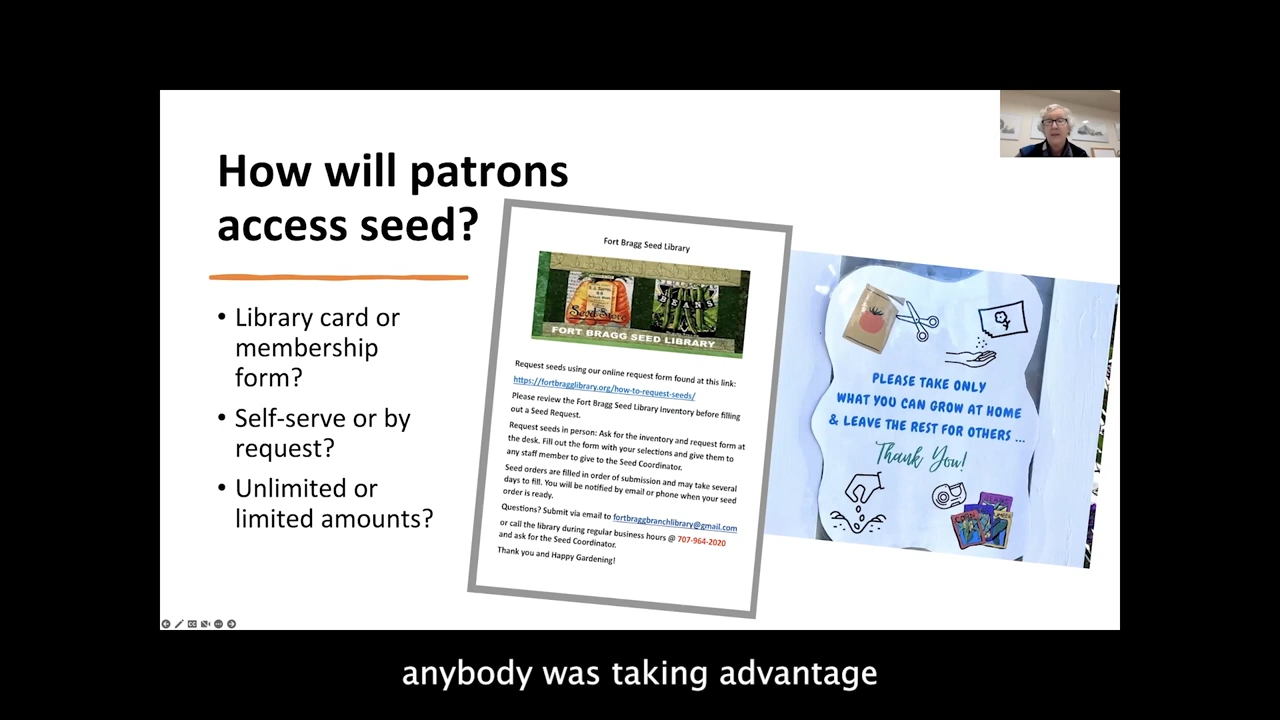 How will patrons
access seed?
• Library card or
membership
form?
• Self-serve or by
request?
• Unlimited or
limited amounts?
Fort Bragg Seed Library
Seed Store
BEANS
FORT BRAGG SEED LIBRARY
Request seeds using our online request form found at this link:
https://fortbragglibrary.org/how-to-request-seeds/
Please review the Fort Bragg Seed Library inventory before filling
out a Seed Request.
Request seeds in person: Ask for the inventory and request form at
the desk. Fill out the form with your selections and give them to
any staff member to give to the Seed Coordinator.
Seed orders are filled in order of submission and may take several
days to fill. You will be notified by email or phone when your seed
order is ready.
Questions? Submit via email to fortbraggbranchlibrary@gmail.com
or call the library during regular business hours @ 707-964-2020
and ask for the Seed Coordinator.
Thank you and Happy Gardening!
PLEASE TAKE ONLY
WHAT YOU CAN GROW AT HOME
& LEAVE THE REST FOR OTHERS ...
Thank You!
anybody was taking advantage